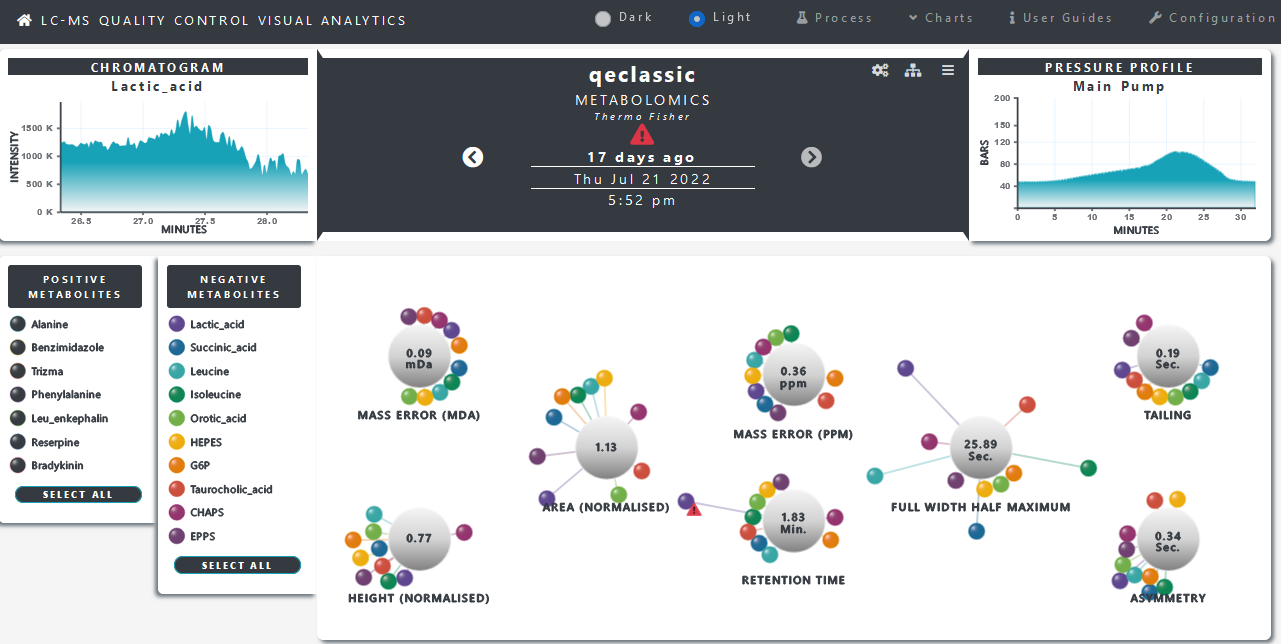 LC-MS QUALITY CONTROL VISUAL ANALYTICS
Dark
Light
Process
Charts
User Guides
Configuration
CHROMATOGRAM
Lactic_acid
INTENSITY
1500 K
1000 K
500 K
0 K
26.5 27.0 27.5 28.0
MINUTES
qeclassic
METABOLOMICS
Thermo Fisher
17 days ago
Thu Jul 21 2022
5:52 pm
PRESSURE PROFILE
Main Pump
BARS
200
150
120
80
40
0 5 10 15 20 25 30
MINUTES
POSITIVE
METABOLITES
Alanine
Benzimidazole
Trizma
Phenylalanine
Leu_enkephalin
Reserpine
Bradykinin
SELECT ALL
NEGATIVE
METABOLITES
Lactic_acid
Succinic_acid
Leucine
Isoleucine
Orotic_acid
HEPES
G6P
Taurocholic_acid
CHAPS
EPPS
SELECT ALL
0.09
mDa
MASS ERROR (MDA)
1.13
AREA (NORMALISED)
0.36
ppm
MASS ERROR (PPM)
25.89
Sec.
FULL WIDTH HALF MAXIMUM
0.19
Sec.
TAILING
0.77
HEIGHT (NORMALISED)
1.83
Min.
RETENTION TIME
0.34
Sec.
ASYMMETRY